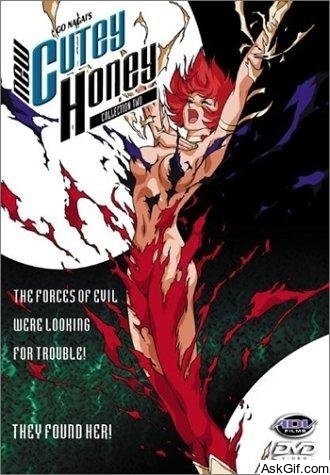 GO NAGAI'S
NEW
CUTEY
HONEY
COLLECTION TWO
THE FORCES OF EVIL
WERE LOOKING
FOR TROUBLE!
THEY FOUND HER!
ADV
FILMS
DVD
VIDEO
/AskGif.com